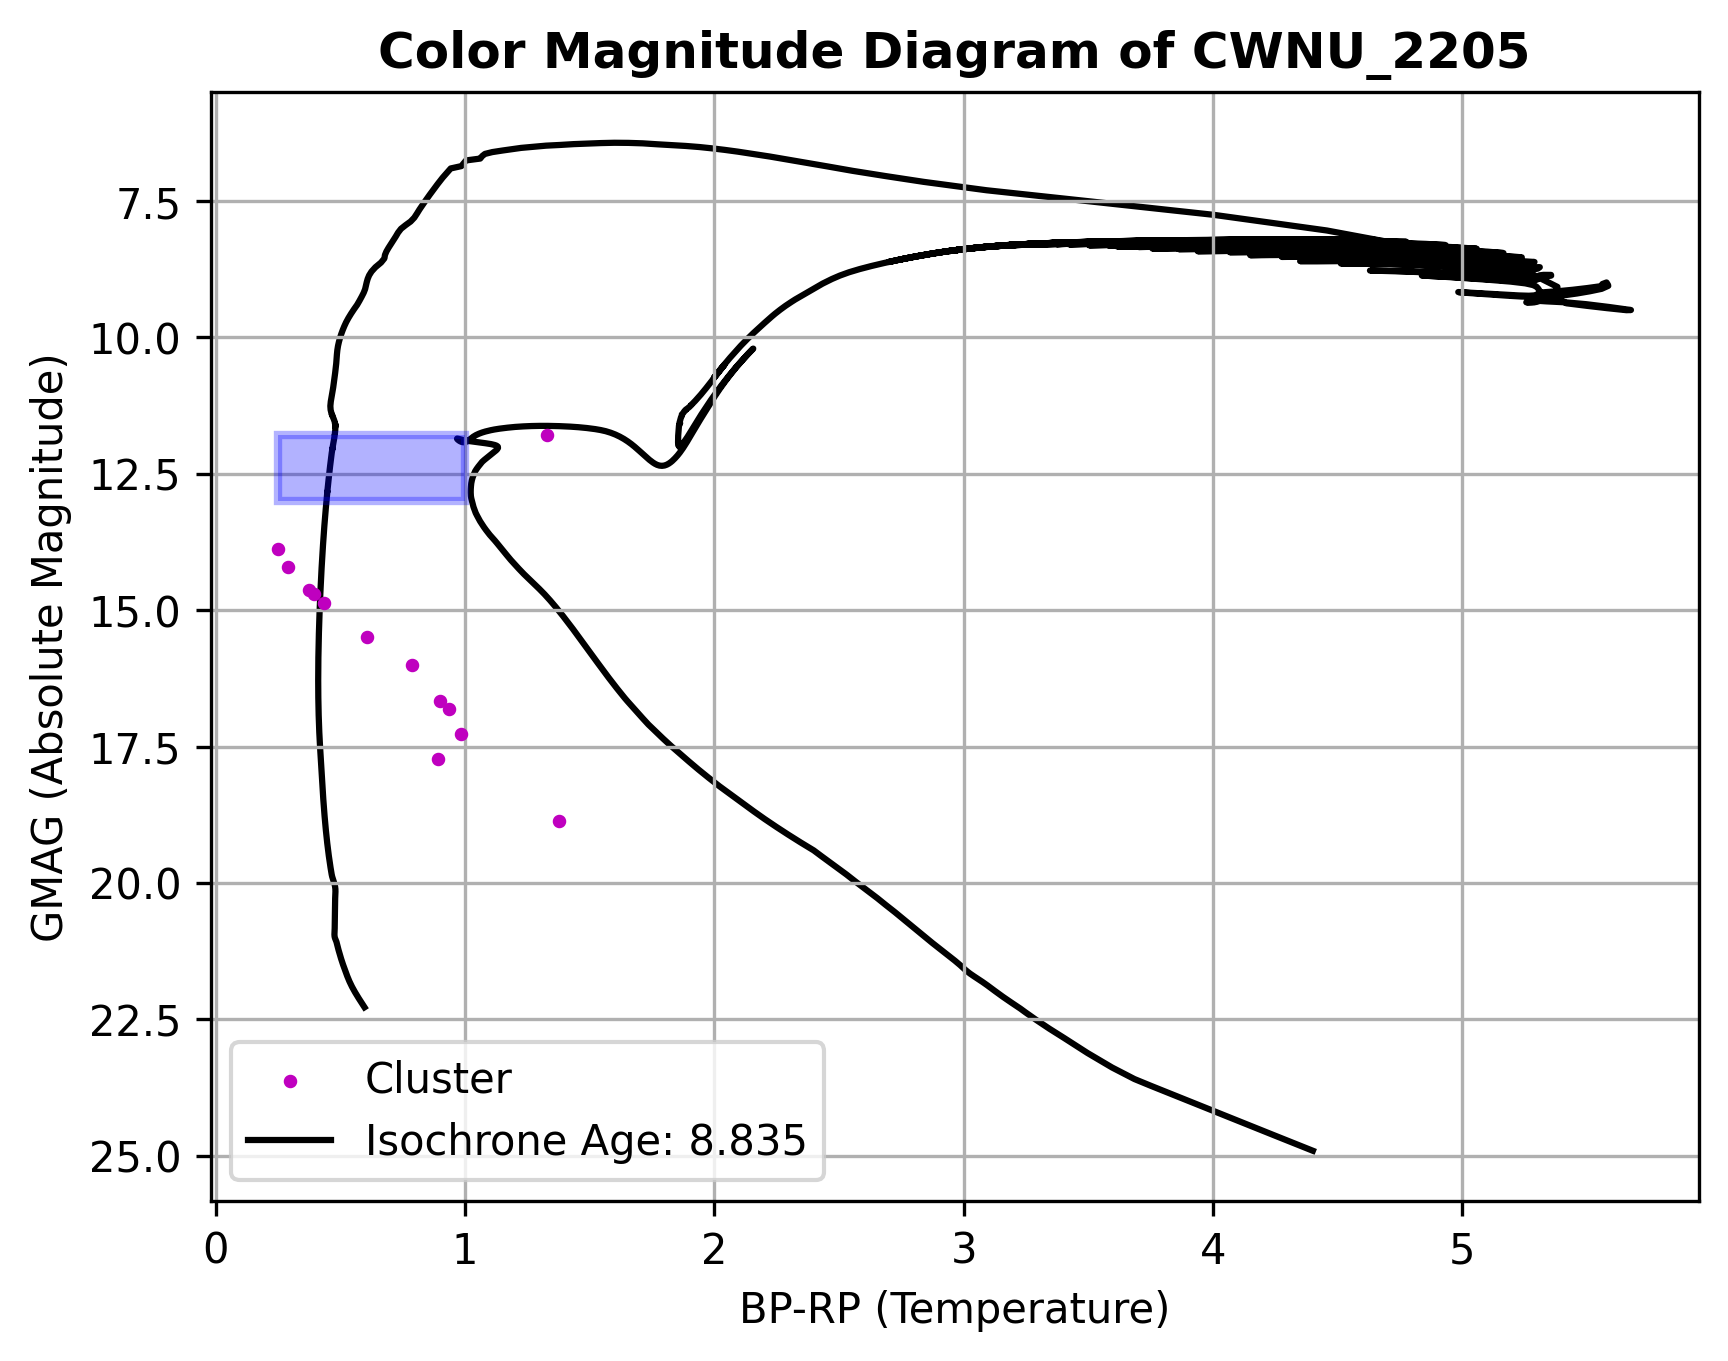 Color Magnitude Diagram of CWNU_2205
GMAG (Absolute Magnitude)
7.5
10.0
12.5
15.0
17.5
20.0
22.5
25.0
Cluster
Isochrone Age: 8.835
0 1 2 3 4 5
BP-RP (Temperature)